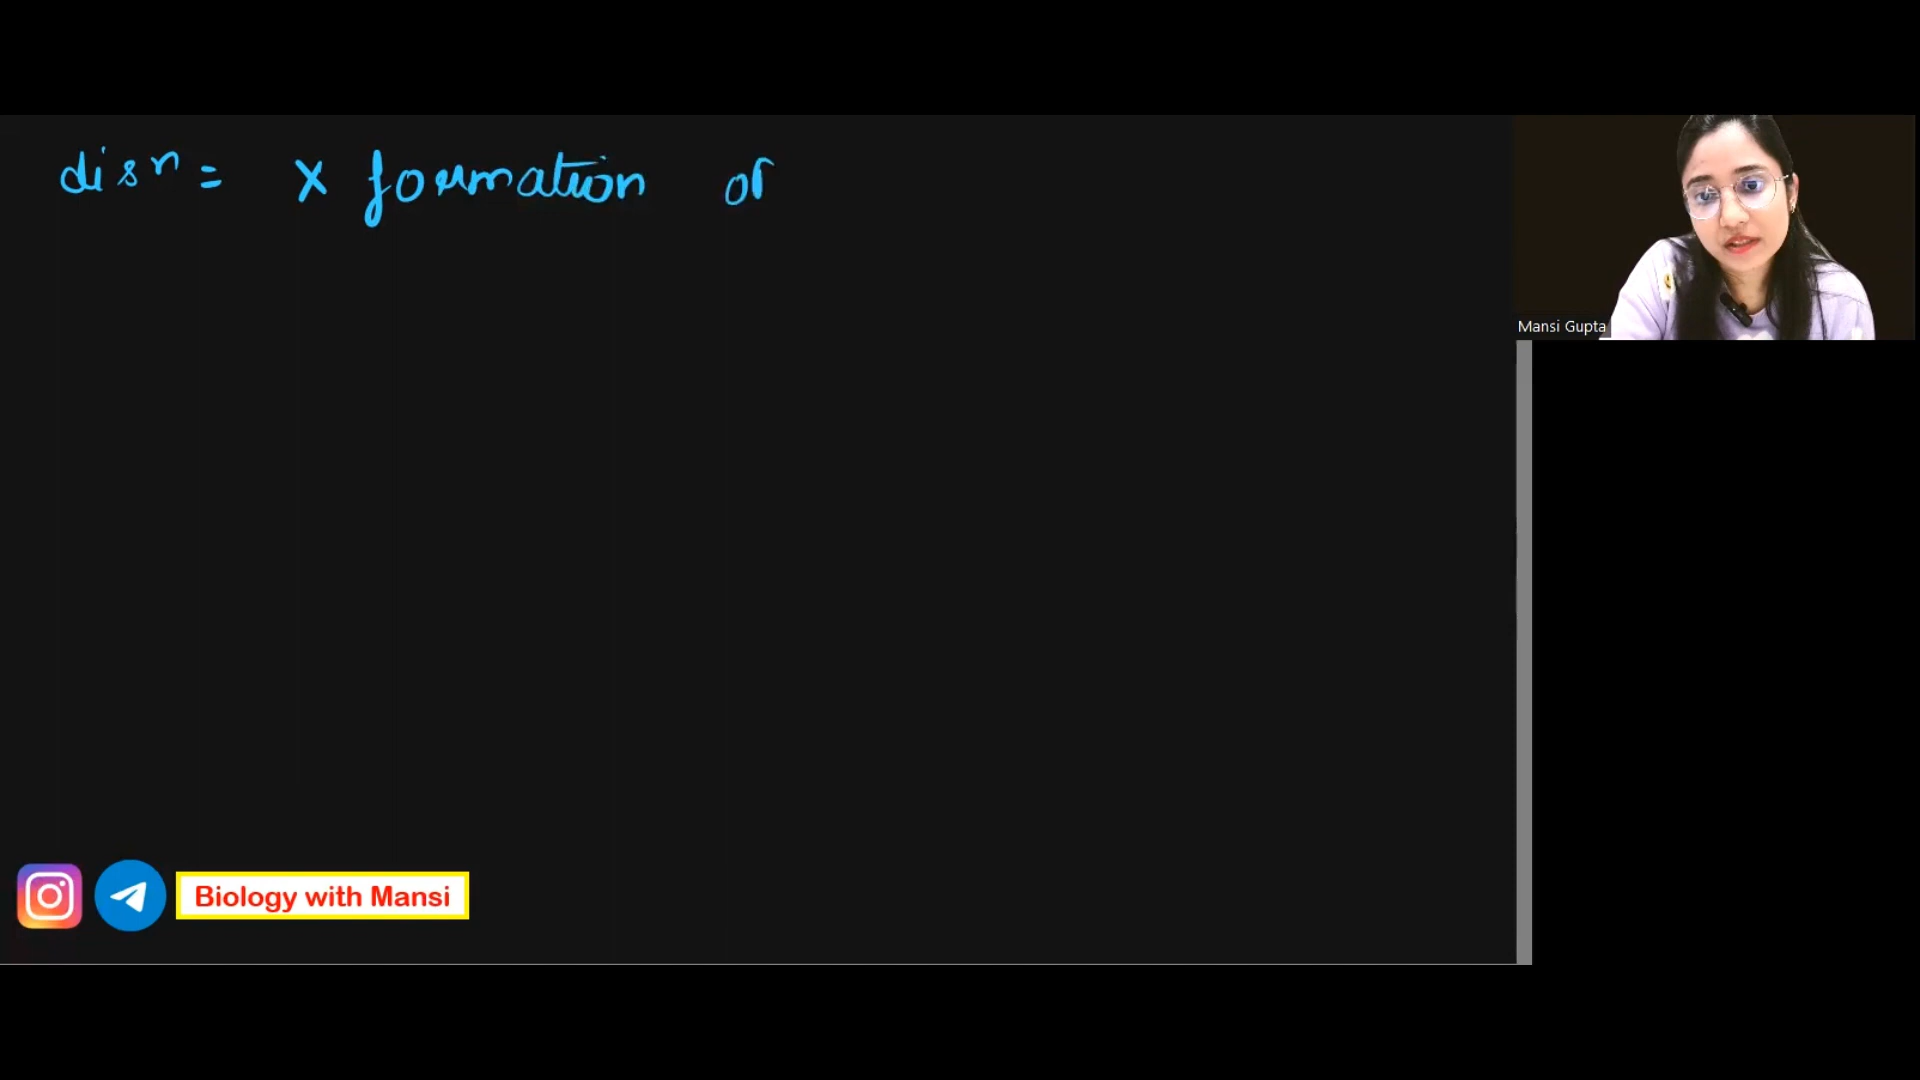 disn = x formation of
Mansi Gupta
Biology with Mansi